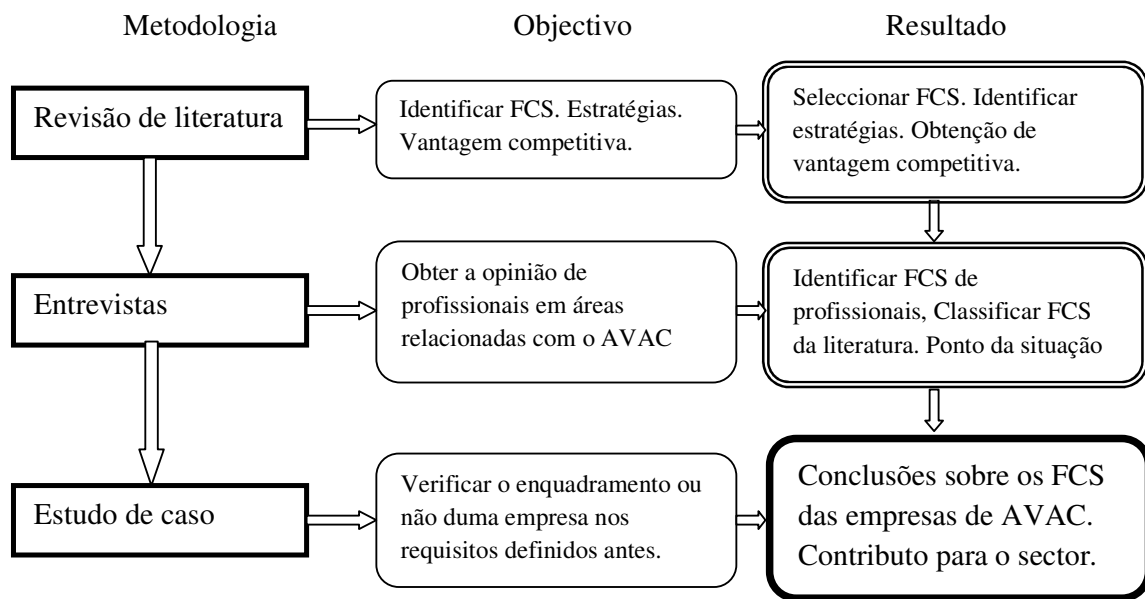 Metodologia
Objectivo
Resultado
Revisão de literatura
Identificar FCS. Estratégias.
Vantagem competitiva.
Seleccionar FCS. Identificar
estratégias. Obtenção de
vantagem competitiva.
Entrevistas
Obter a opinião de
profissionais em áreas
relacionadas com o AVAC
Identificar FCS de
profissionais, Classificar FCS
da literatura. Ponto da situação
Estudo de caso
Verificar o enquadramento ou
não duma empresa nos
requisitos definidos antes.
Conclusões sobre os FCS
das empresas de AVAC.
Contributo para o sector.